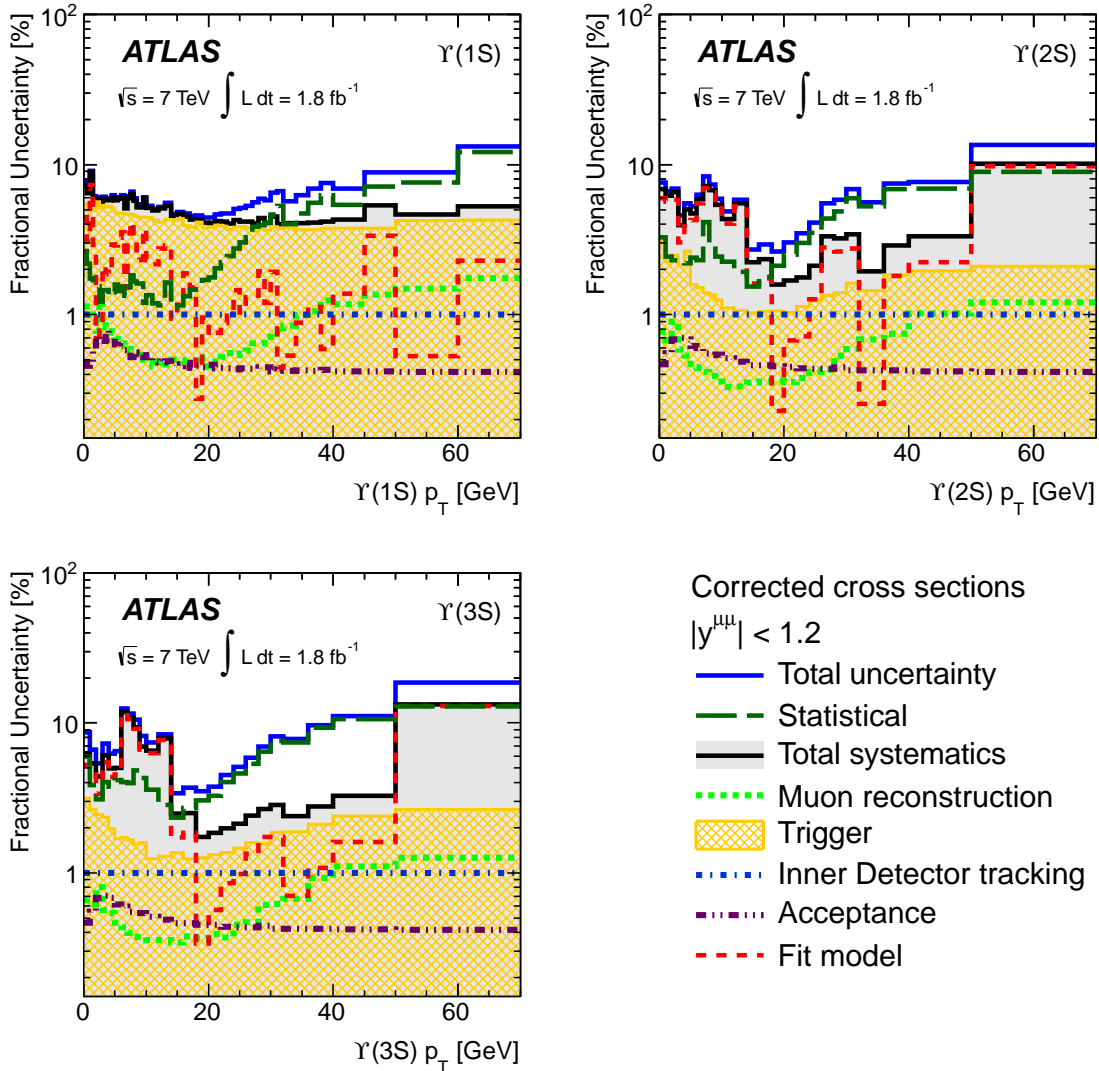 Fractional Uncertainty [%]
10²
10
1
ATLAS
ϒ(1S)
√s = 7 TeV ∫ L dt = 1.8 fb⁻¹
0 20 40 60
ϒ(1S) p_T [GeV]
Fractional Uncertainty [%]
10²
10
1
ATLAS
ϒ(2S)
√s = 7 TeV ∫ L dt = 1.8 fb⁻¹
0 20 40 60
ϒ(2S) p_T [GeV]
Fractional Uncertainty [%]
10²
10
1
ATLAS
ϒ(3S)
√s = 7 TeV ∫ L dt = 1.8 fb⁻¹
0 20 40 60
ϒ(3S) p_T [GeV]
Corrected cross sections
|y^μμ| < 1.2
Total uncertainty
Statistical
Total systematics
Muon reconstruction
Trigger
Inner Detector tracking
Acceptance
Fit model